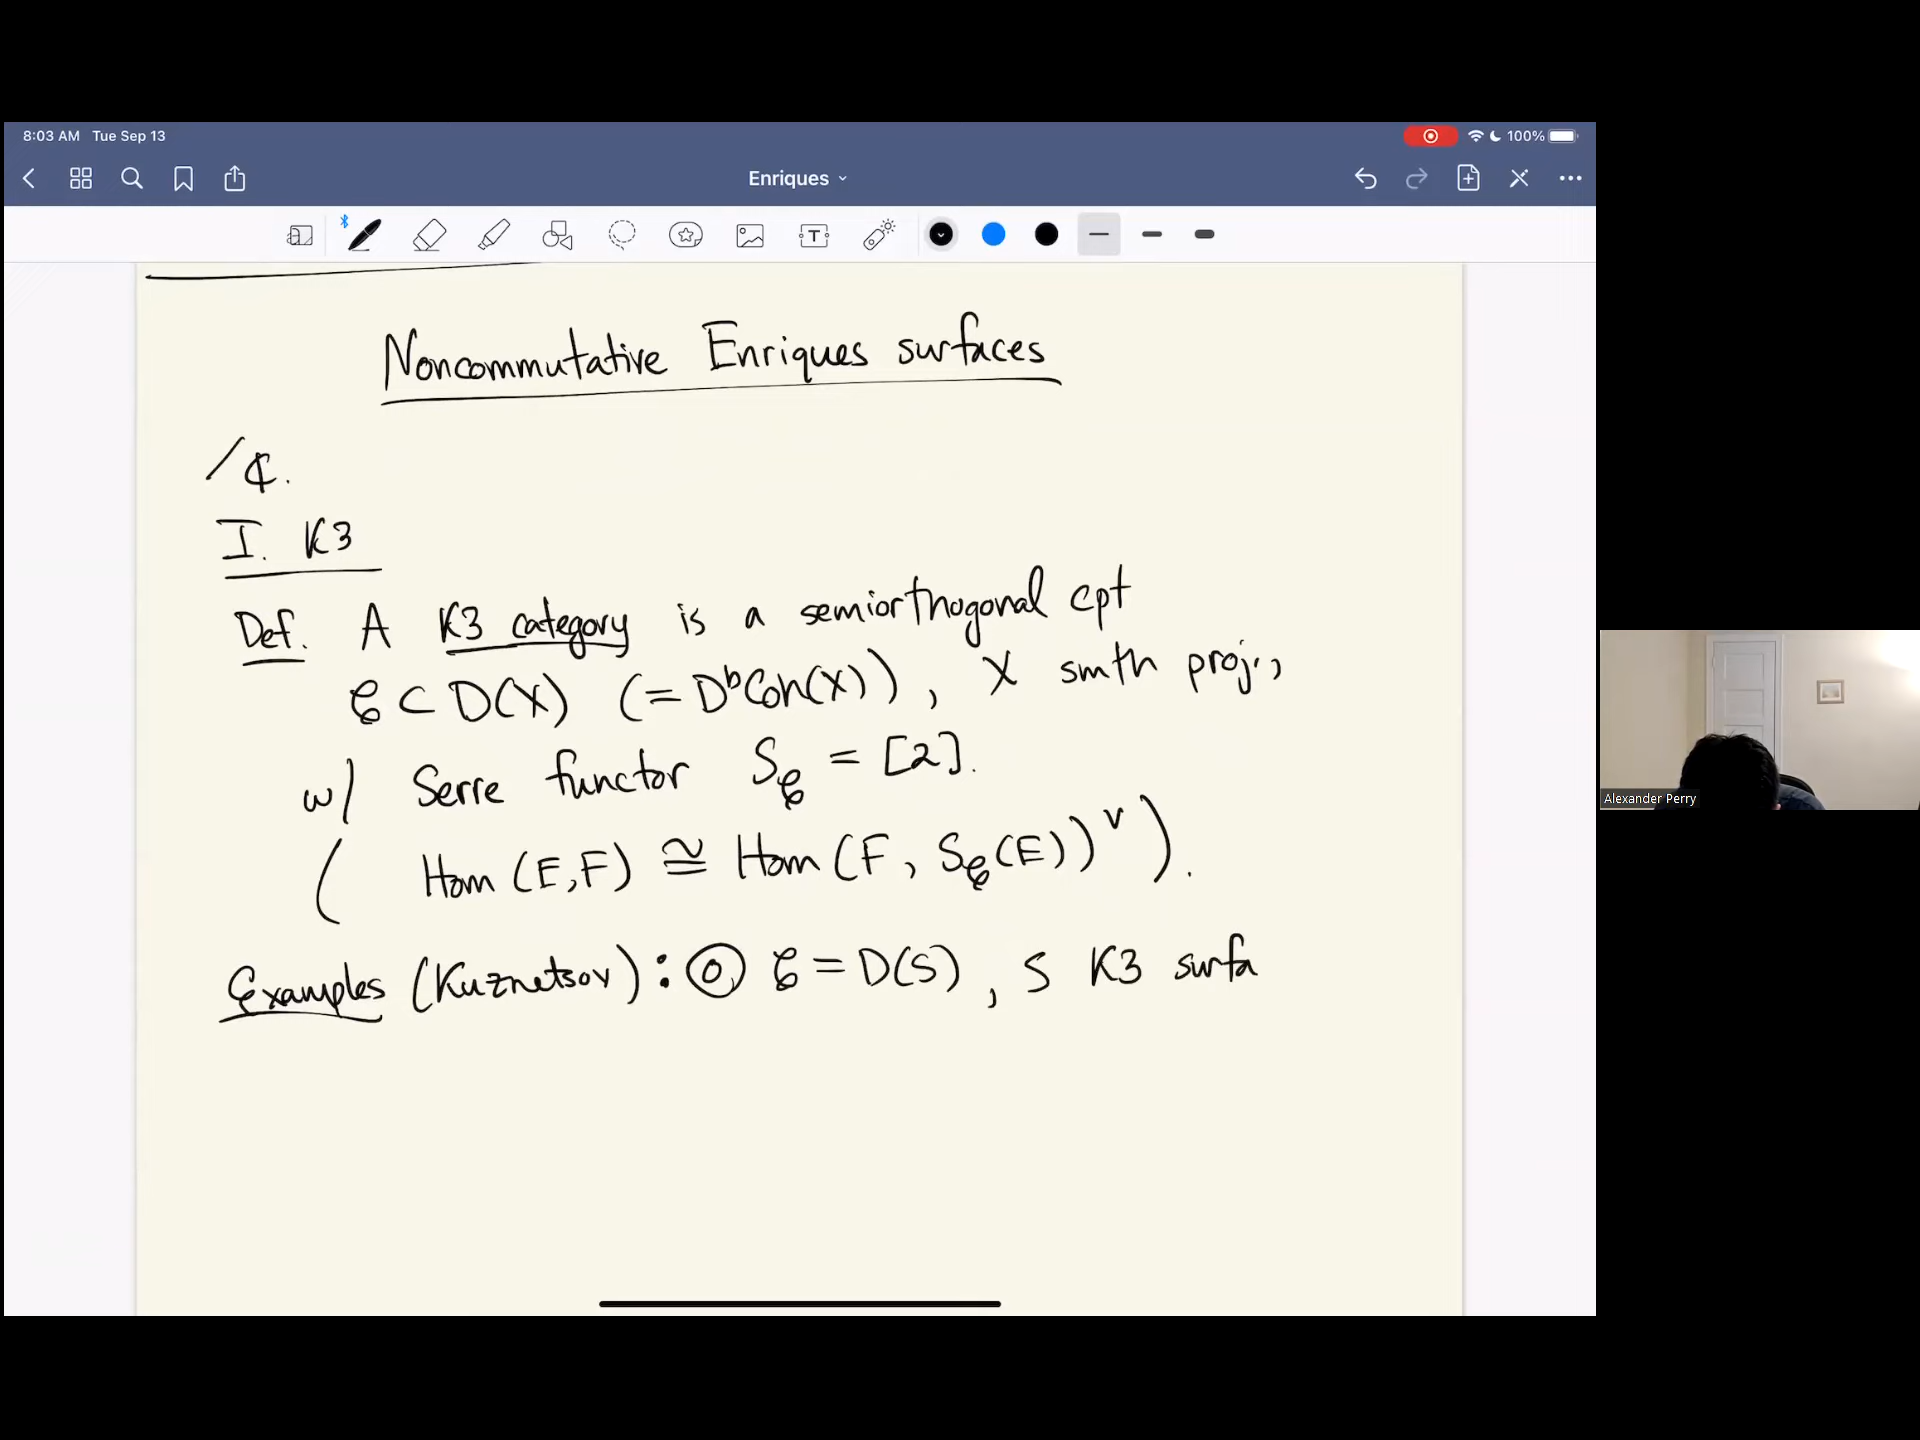 8:03 AM Tue Sep 13
100%
Enriques
T
Noncommutative Enriques surfaces
/ℂ.
I. K3
Def. A K3 category is a semiorthogonal cpt
𝒞 ⊂ D(X) (= DᵇCoh(X)), X smth proj.,
w/ Serre functor S_𝒞 = [2].
( Hom (E,F) ≅ Hom (F, S_𝒞(E))^∨ ).
Examples (Kuznetsov): ⓪ 𝒞 = D(S), S K3 surfa
Alexander Perry